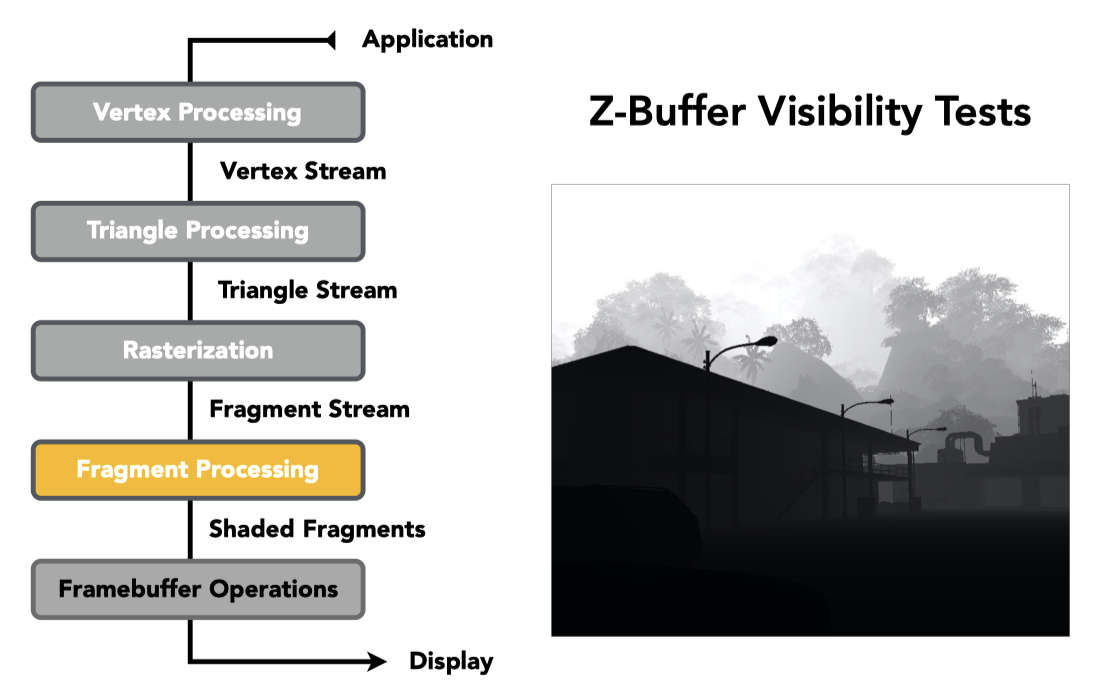 Application
Vertex Processing
Vertex Stream
Triangle Processing
Triangle Stream
Rasterization
Fragment Stream
Fragment Processing
Shaded Fragments
Framebuffer Operations
Display
Z-Buffer Visibility Tests